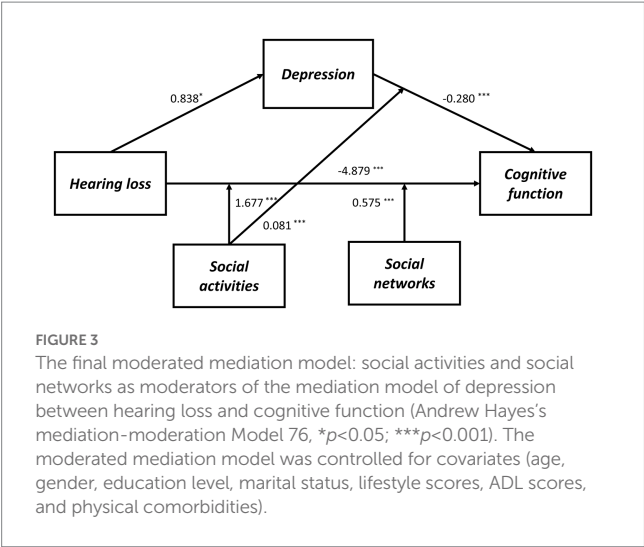 Depression
0.838*
-0.280 ***
Hearing loss
-4.879 ***
Cognitive
function
1.677 ***
0.575 ***
0.081 ***
Social
activities
Social
networks
FIGURE 3
The final moderated mediation model: social activities and social
networks as moderators of the mediation model of depression
between hearing loss and cognitive function (Andrew Hayes's
mediation-moderation Model 76, *p<0.05; ***p<0.001). The
moderated mediation model was controlled for covariates (age,
gender, education level, marital status, lifestyle scores, ADL scores,
and physical comorbidities).